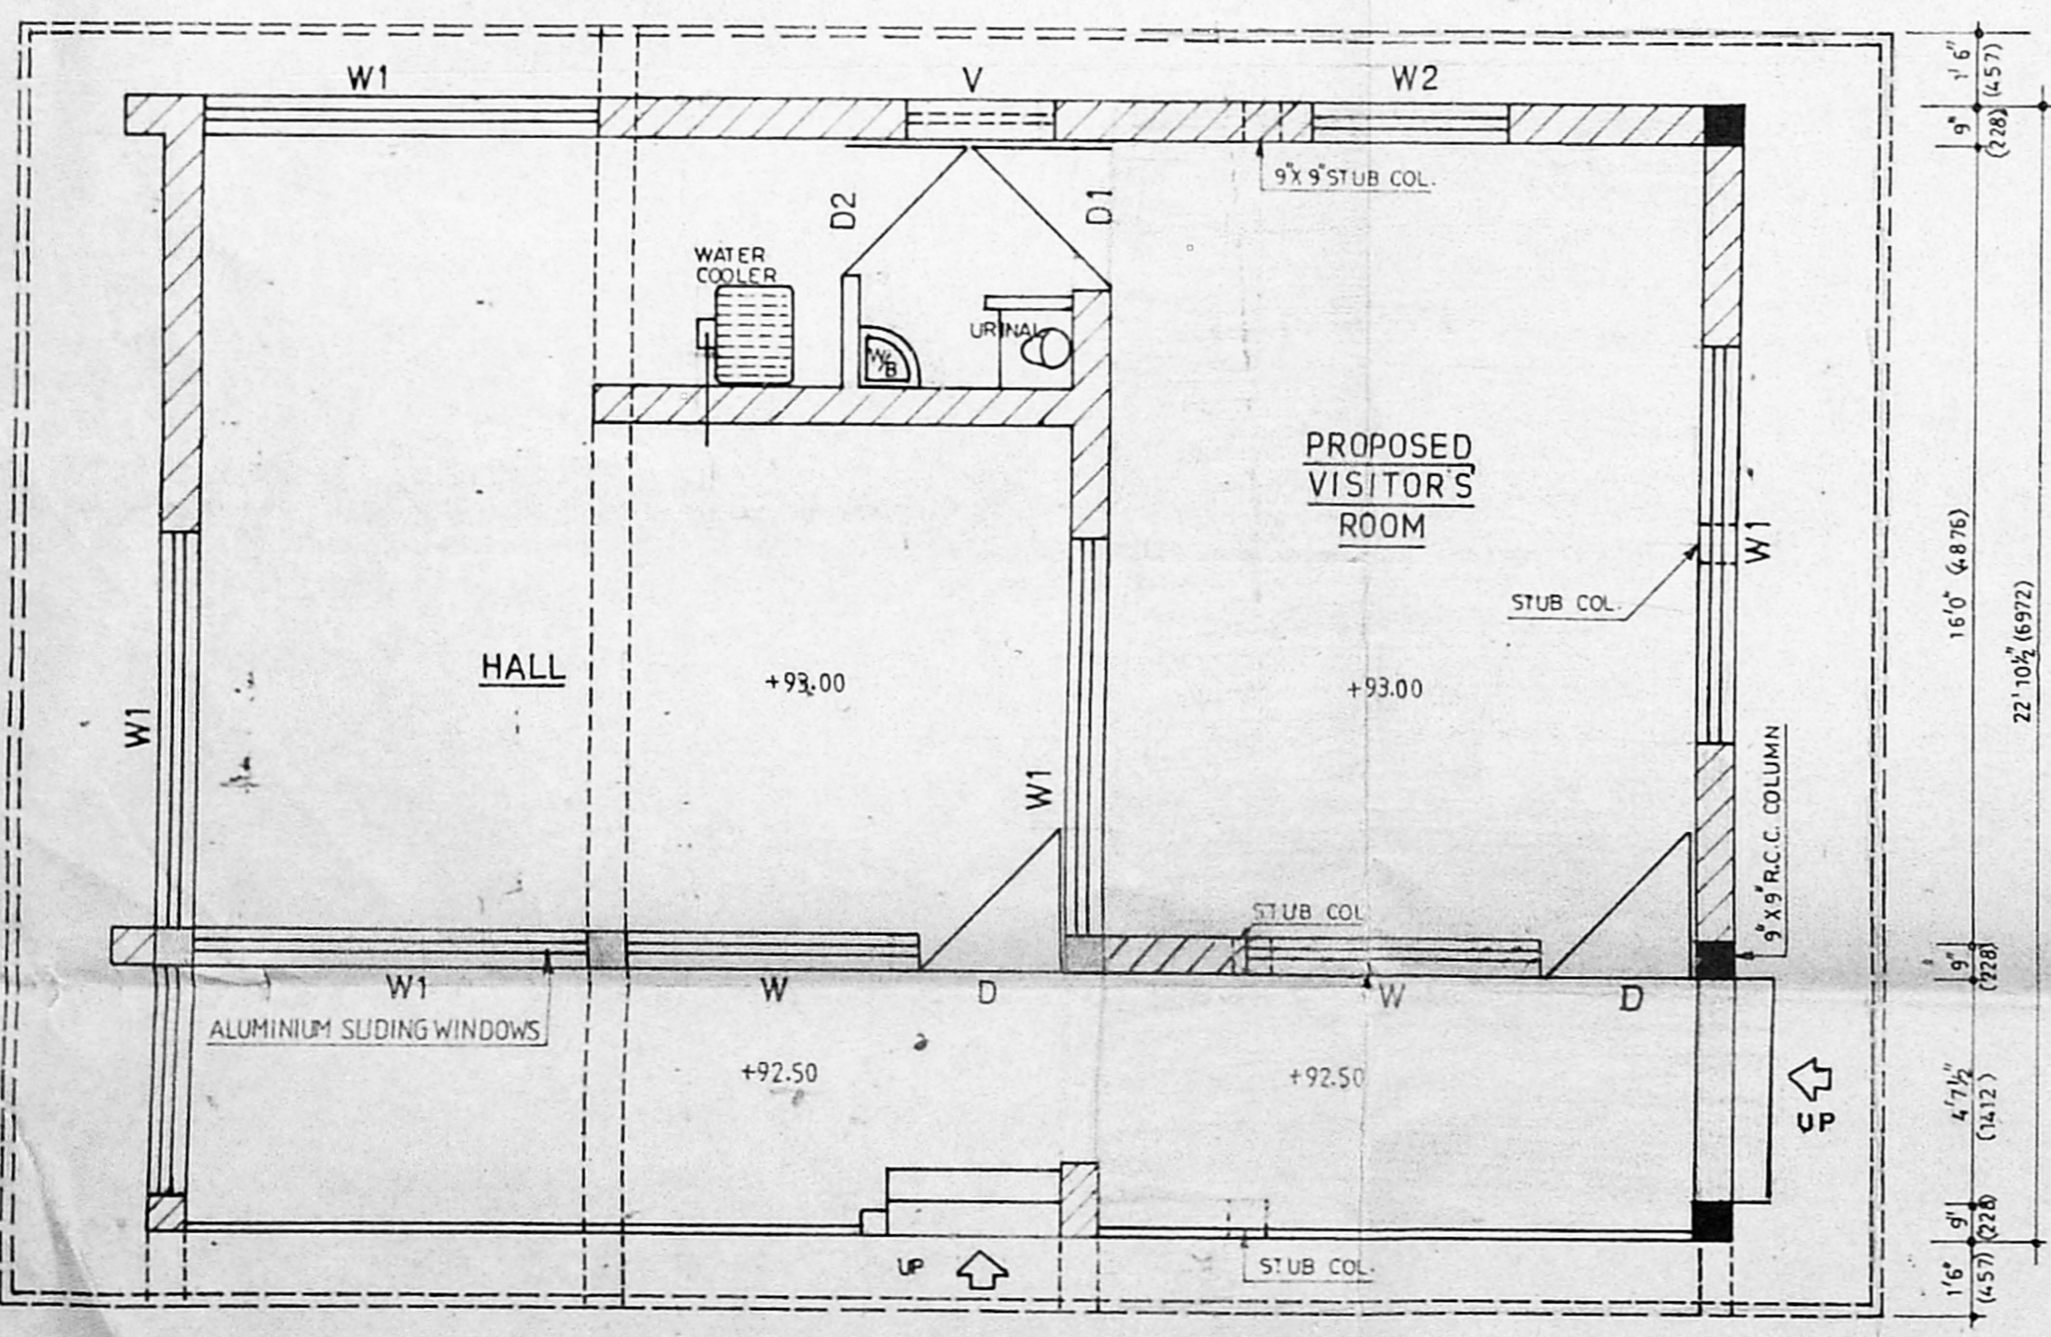 W1
V
W2
1'6"
(457)
9"
(228)
9"X9"STUB COL.
D2
D1
WATER
COOLER
URINAL
W/B
PROPOSED
VISITOR'S
ROOM
W1
STUB COL.
16'0" (4876)
22'10½"(6972)
HALL
+93.00
+93.00
W1
W1
9"X9"R.C.C. COLUMN
STUB COL
W1
W
D
W
D
9"
(228)
ALUMINIUM SLIDING WINDOWS
+92.50
+92.50
4'7½"
(1412)
UP
9"
(228)
UP
STUB COL.
1'6"
(457)